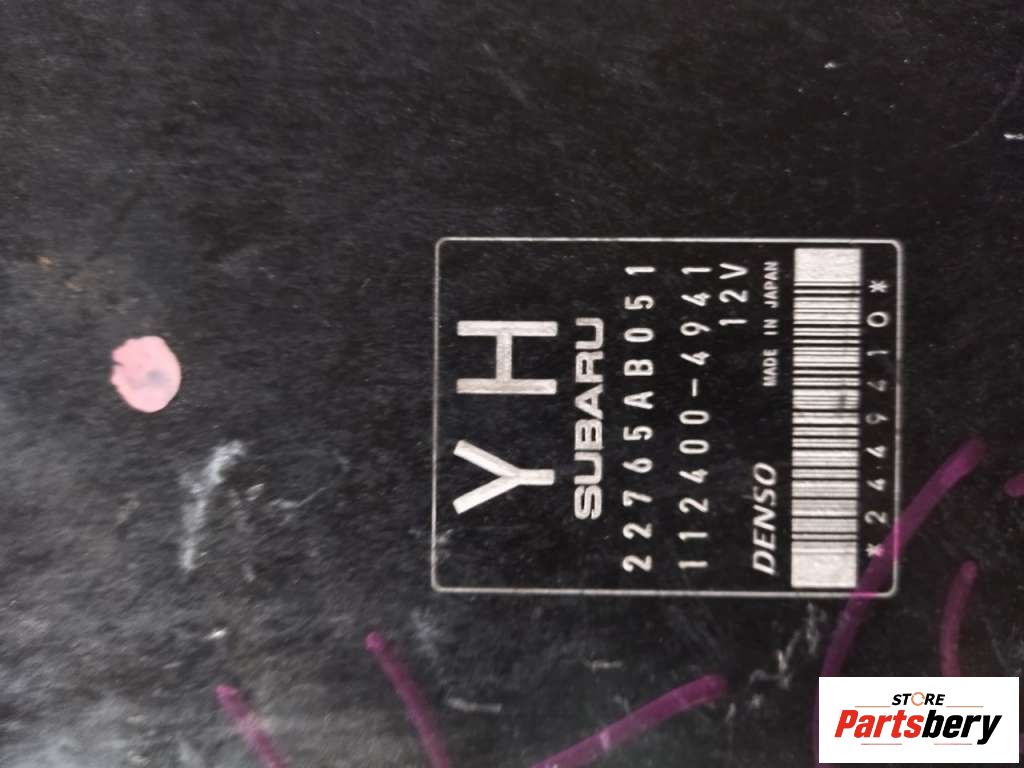 YH
SUBARU
22765AB051
112400-4941
12V
DENSO MADE IN JAPAN
*2449410*
STORE
Partsbery